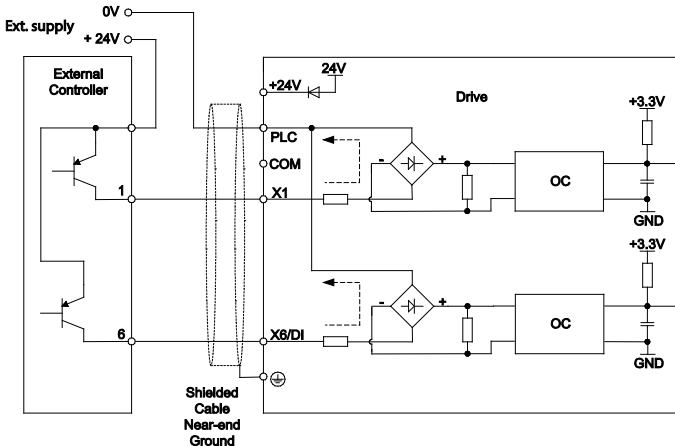 0V
Ext. supply
+ 24V
External
Controller
24V
+24V
Drive
+3.3V
PLC
COM
-
+
OC
1
X1
GND
+3.3V
-
+
OC
6
X6/DI
GND
Shielded
Cable
Near-end
Ground